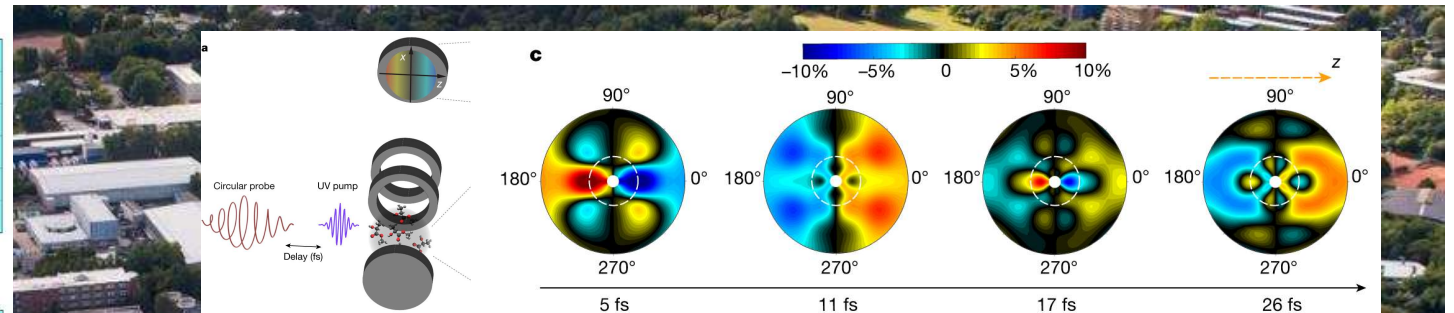 a
x
z
Circular probe
UV pump
Delay (fs)
c
−10% −5% 0 5% 10%
z
90° 90° 90° 90°
180° 0° 180° 0° 180° 0° 180° 0°
270° 270° 270° 270°
5 fs 11 fs 17 fs 26 fs